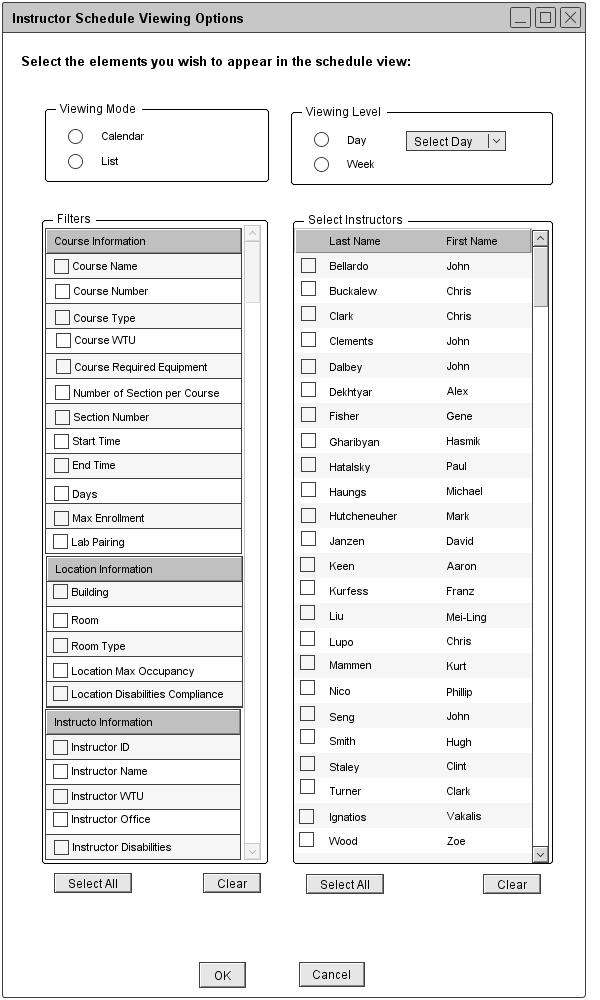 Instructor Schedule Viewing Options
Select the elements you wish to appear in the schedule view:
Viewing Mode
Calendar
List
Viewing Level
Day Select Day
Week
Filters
Course Information
Course Name
Course Number
Course Type
Course WTU
Course Required Equipment
Number of Section per Course
Section Number
Start Time
End Time
Days
Max Enrollment
Lab Pairing
Location Information
Building
Room
Room Type
Location Max Occupancy
Location Disabilities Compliance
Instructo Information
Instructor ID
Instructor Name
Instructor WTU
Instructor Office
Instructor Disabilities
Select All Clear
Select Instructors
Last Name First Name
Bellardo John
Buckalew Chris
Clark Chris
Clements John
Dalbey John
Dekhtyar Alex
Fisher Gene
Gharibyan Hasmik
Hatalsky Paul
Haungs Michael
Hutcheneuher Mark
Janzen David
Keen Aaron
Kurfess Franz
Liu Mei-Ling
Lupo Chris
Mammen Kurt
Nico Phillip
Seng John
Smith Hugh
Staley Clint
Turner Clark
Ignatios Vakalis
Wood Zoe
Select All Clear
OK Cancel